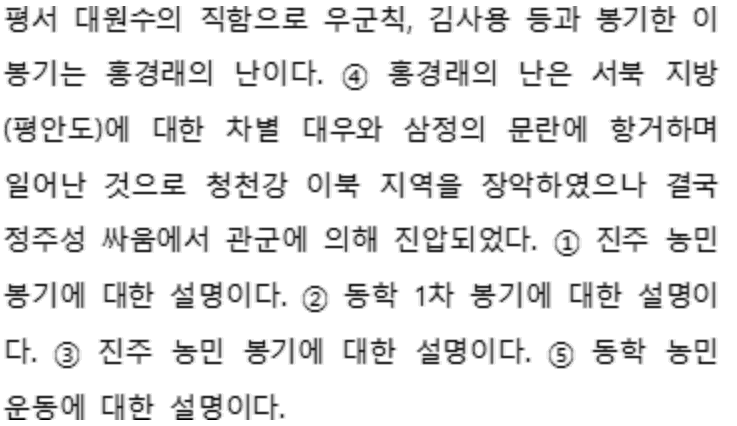 평서 대원수의 직함으로 우군칙, 김사용 등과 봉기한 이
봉기는 홍경래의 난이다. ④ 홍경래의 난은 서북 지방
(평안도)에 대한 차별 대우와 삼정의 문란에 항거하며
일어난 것으로 청천강 이북 지역을 장악하였으나 결국
정주성 싸움에서 관군에 의해 진압되었다. ① 진주 농민
봉기에 대한 설명이다. ② 동학 1차 봉기에 대한 설명이
다. ③ 진주 농민 봉기에 대한 설명이다. ⑤ 동학 농민
운동에 대한 설명이다.